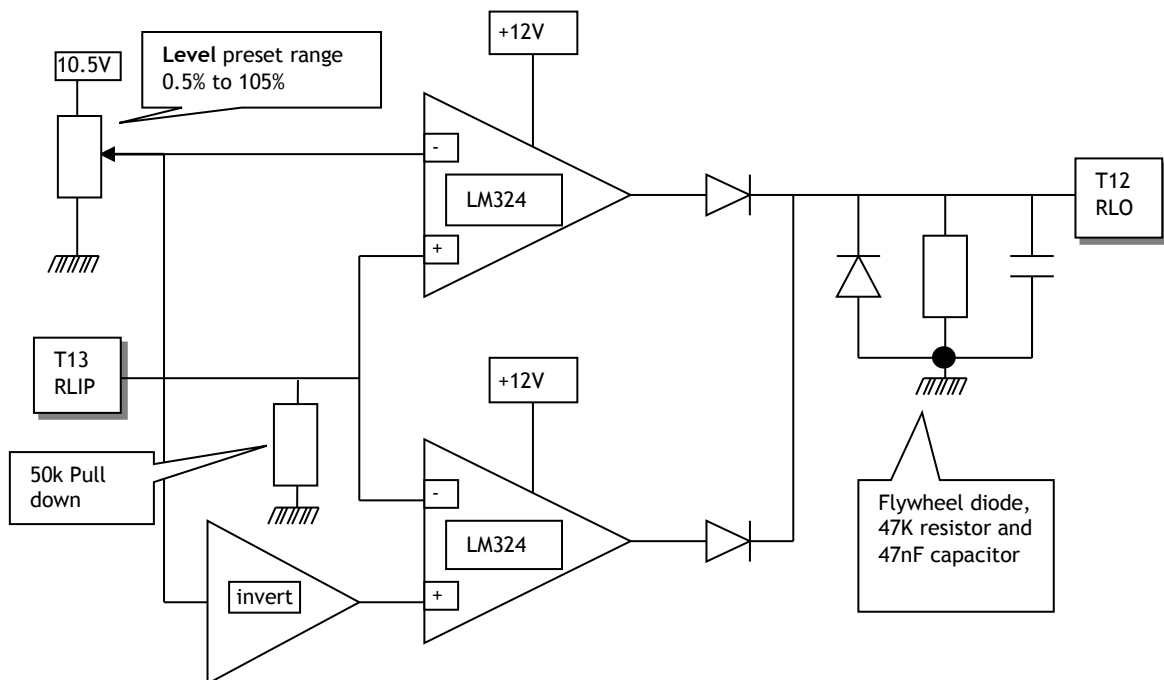 +12V
10.5V
Level preset range
0.5% to 105%
-
LM324
+
T12
RLO
T13
RLIP
+12V
50k Pull
down
-
LM324
+
invert
Flywheel diode,
47K resistor and
47nF capacitor